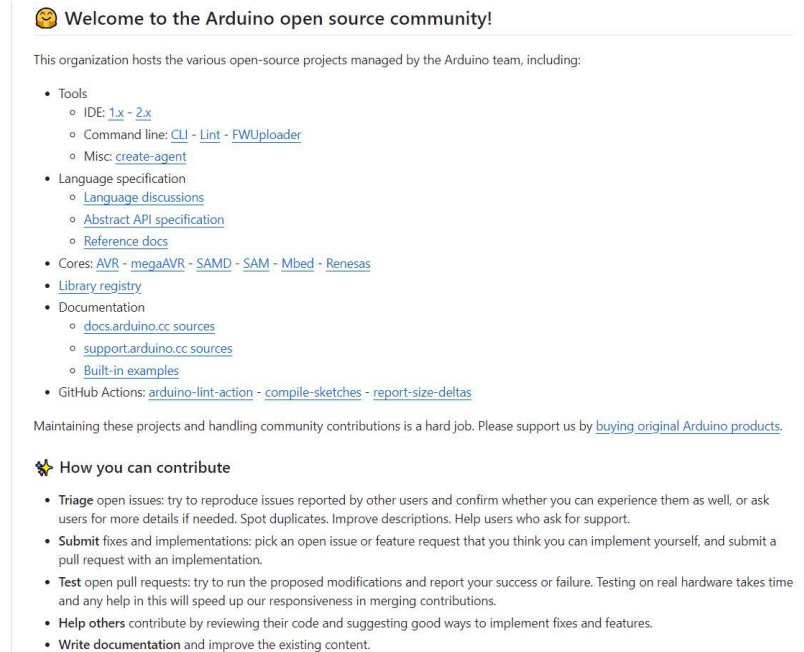 🤗 Welcome to the Arduino open source community!
This organization hosts the various open-source projects managed by the Arduino team, including:
• Tools
◦ IDE: 1.x - 2.x
◦ Command line: CLI - Lint - FWUploader
◦ Misc: create-agent
• Language specification
◦ Language discussions
◦ Abstract API specification
◦ Reference docs
• Cores: AVR - megaAVR - SAMD - SAM - Mbed - Renesas
• Library registry
• Documentation
◦ docs.arduino.cc sources
◦ support.arduino.cc sources
◦ Built-in examples
• GitHub Actions: arduino-lint-action - compile-sketches - report-size-deltas
Maintaining these projects and handling community contributions is a hard job. Please support us by buying original Arduino products.
✨ How you can contribute
• Triage open issues: try to reproduce issues reported by other users and confirm whether you can experience them as well, or ask
users for more details if needed. Spot duplicates. Improve descriptions. Help users who ask for support.
• Submit fixes and implementations: pick an open issue or feature request that you think you can implement yourself, and submit a
pull request with an implementation.
• Test open pull requests: try to run the proposed modifications and report your success or failure. Testing on real hardware takes time
and any help in this will speed up our responsiveness in merging contributions.
• Help others contribute by reviewing their code and suggesting good ways to implement fixes and features.
• Write documentation and improve the existing content.